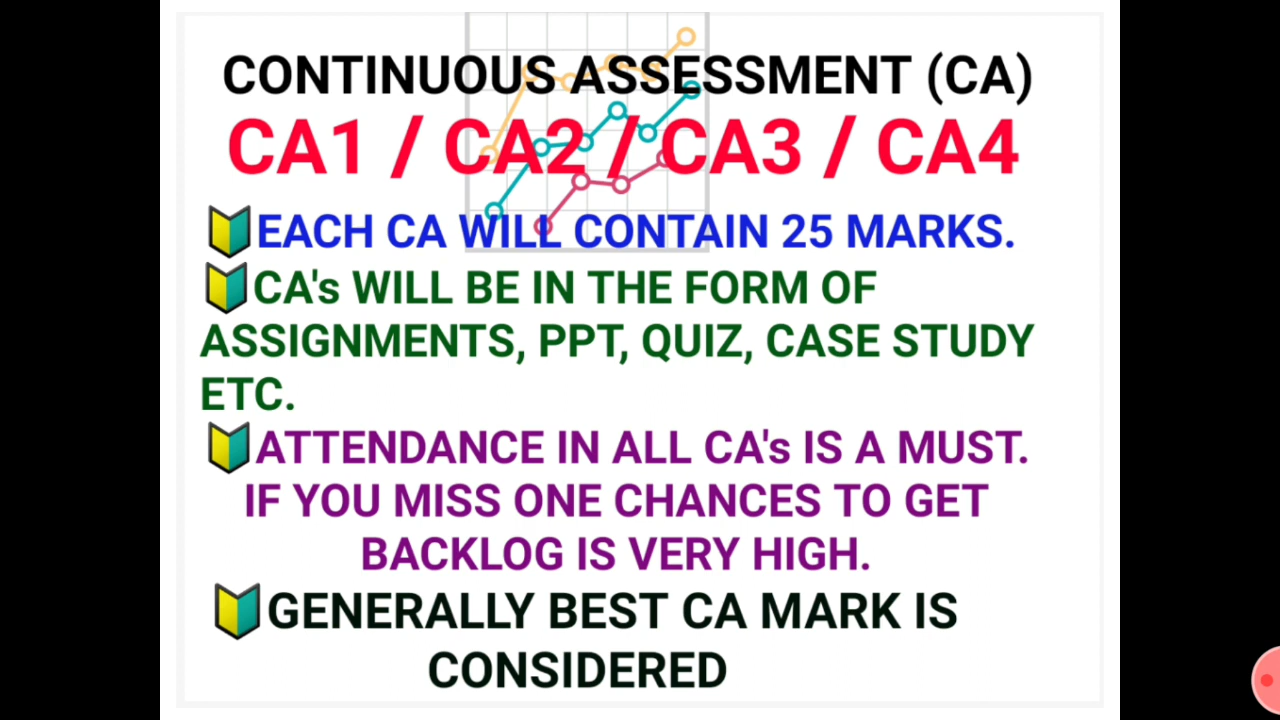 CONTINUOUS ASSESSMENT (CA)
CA1 / CA2 / CA3 / CA4
🔰EACH CA WILL CONTAIN 25 MARKS.
🔰CA's WILL BE IN THE FORM OF
ASSIGNMENTS, PPT, QUIZ, CASE STUDY
ETC.
🔰ATTENDANCE IN ALL CA's IS A MUST.
IF YOU MISS ONE CHANCES TO GET
BACKLOG IS VERY HIGH.
🔰GENERALLY BEST CA MARK IS
CONSIDERED